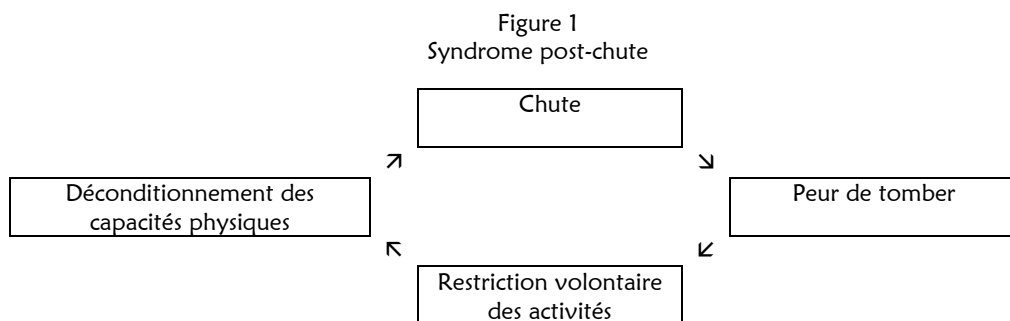 Figure 1
Syndrome post-chute
Chute
Déconditionnement des
capacités physiques
Peur de tomber
Restriction volontaire
des activités